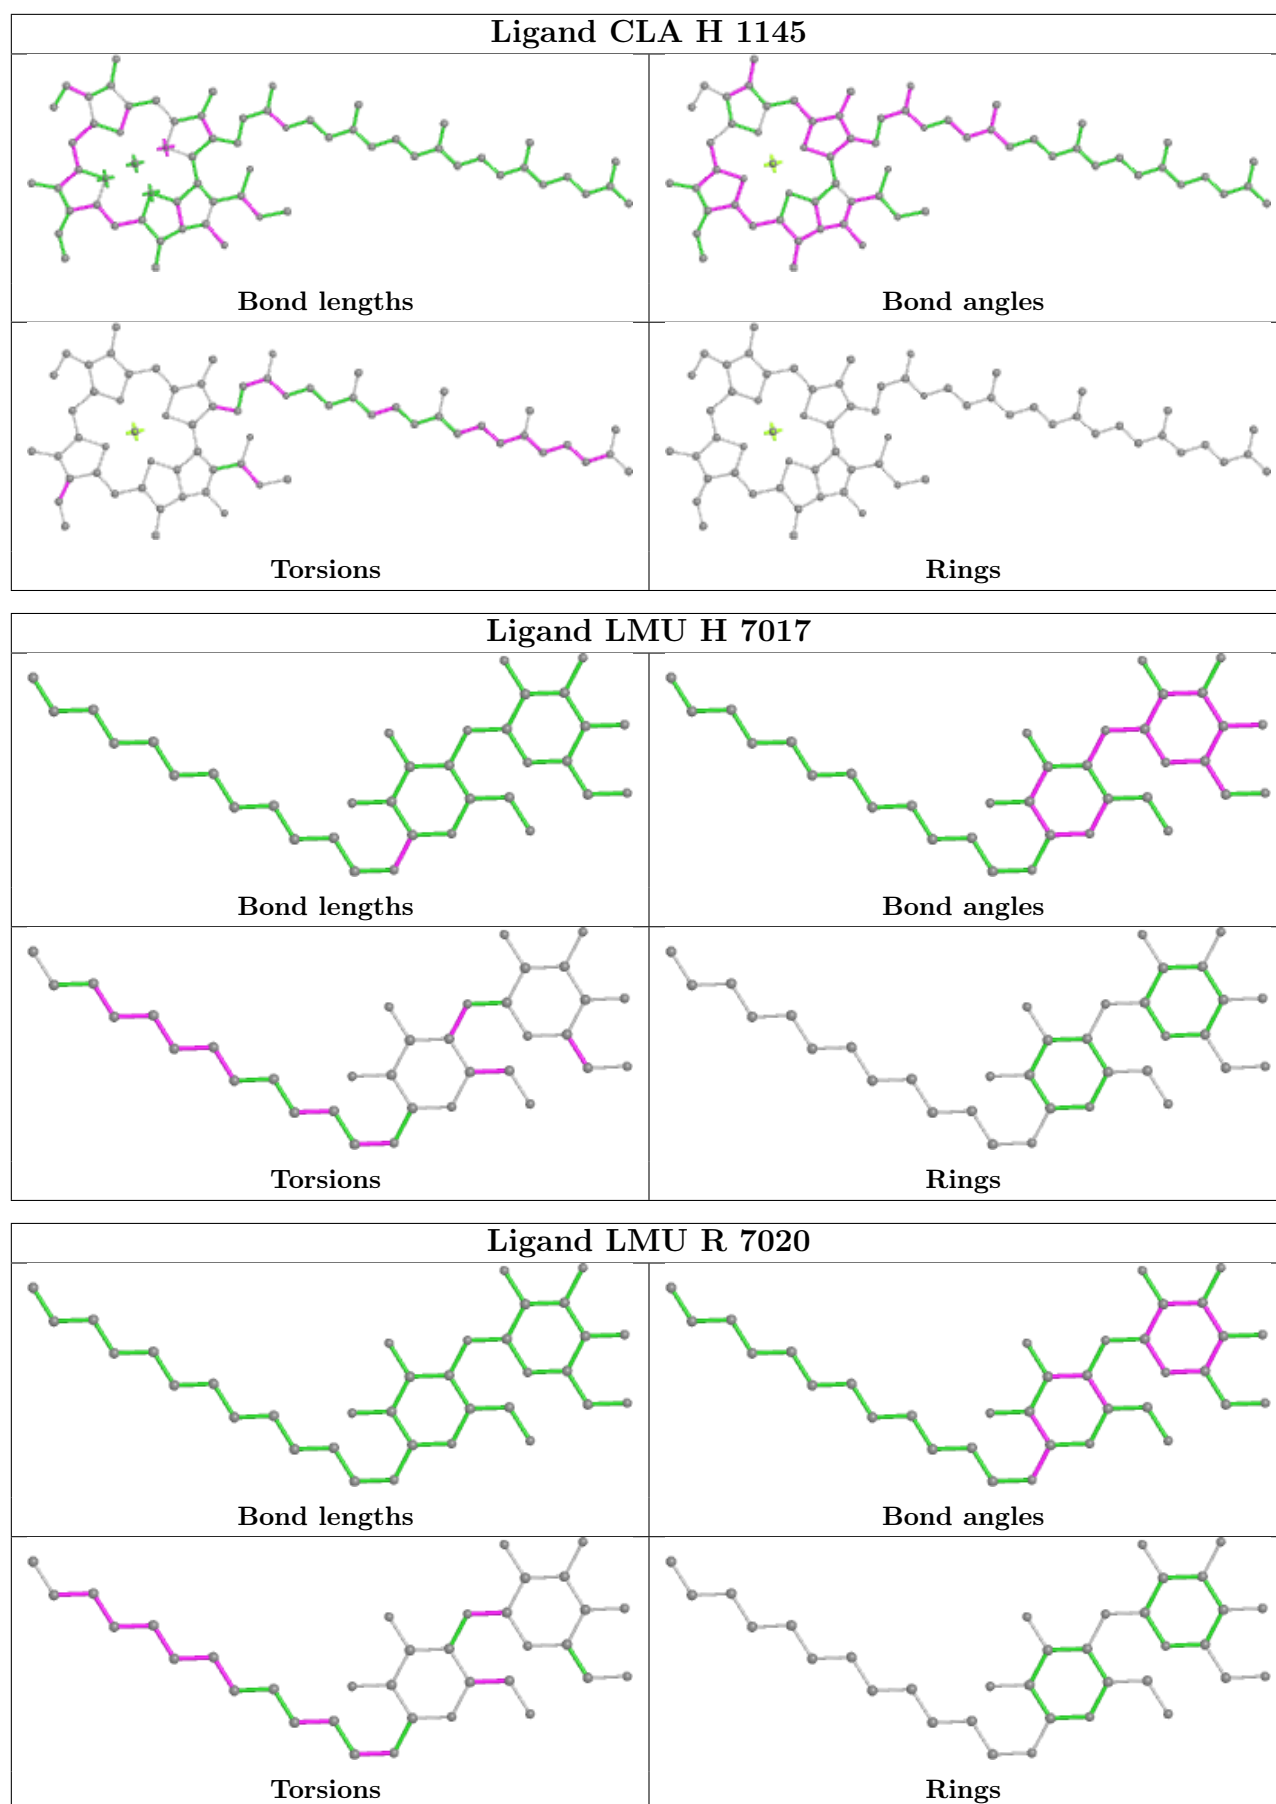 Ligand CLA H 1145
Bond lengths
Bond angles
Torsions
Rings
Ligand LMU H 7017
Bond lengths
Bond angles
Torsions
Rings
Ligand LMU R 7020
Bond lengths
Bond angles
Torsions
Rings